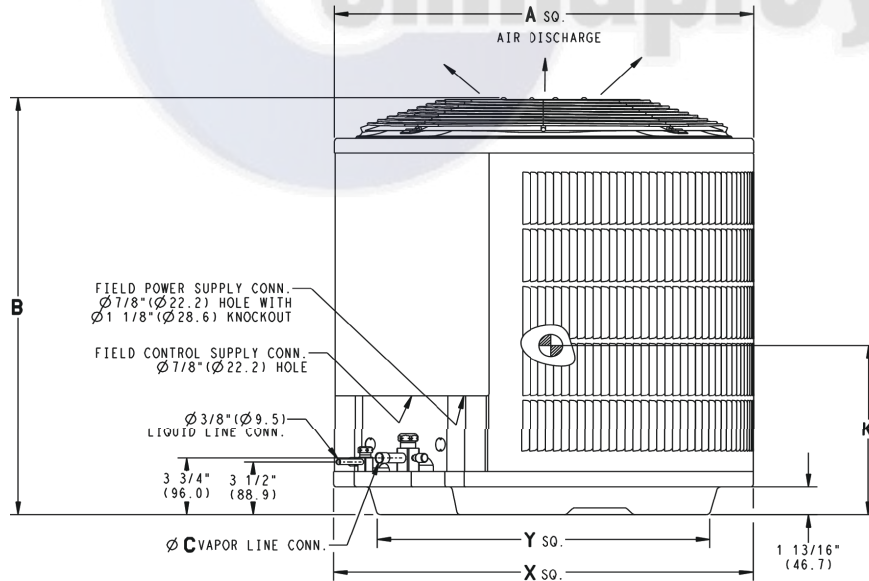 A SQ.
AIR DISCHARGE
B
FIELD POWER SUPPLY CONN.
Ø7/8"(Ø22.2) HOLE WITH
Ø1 1/8"(Ø28.6) KNOCKOUT
FIELD CONTROL SUPPLY CONN.
Ø7/8"(Ø22.2) HOLE
Ø3/8"(Ø9.5)
LIQUID LINE CONN.
3 3/4"
(96.0)
3 1/2"
(88.9)
K
Ø C VAPOR LINE CONN.
Y SQ.
1 13/16"
(46.7)
X SQ.